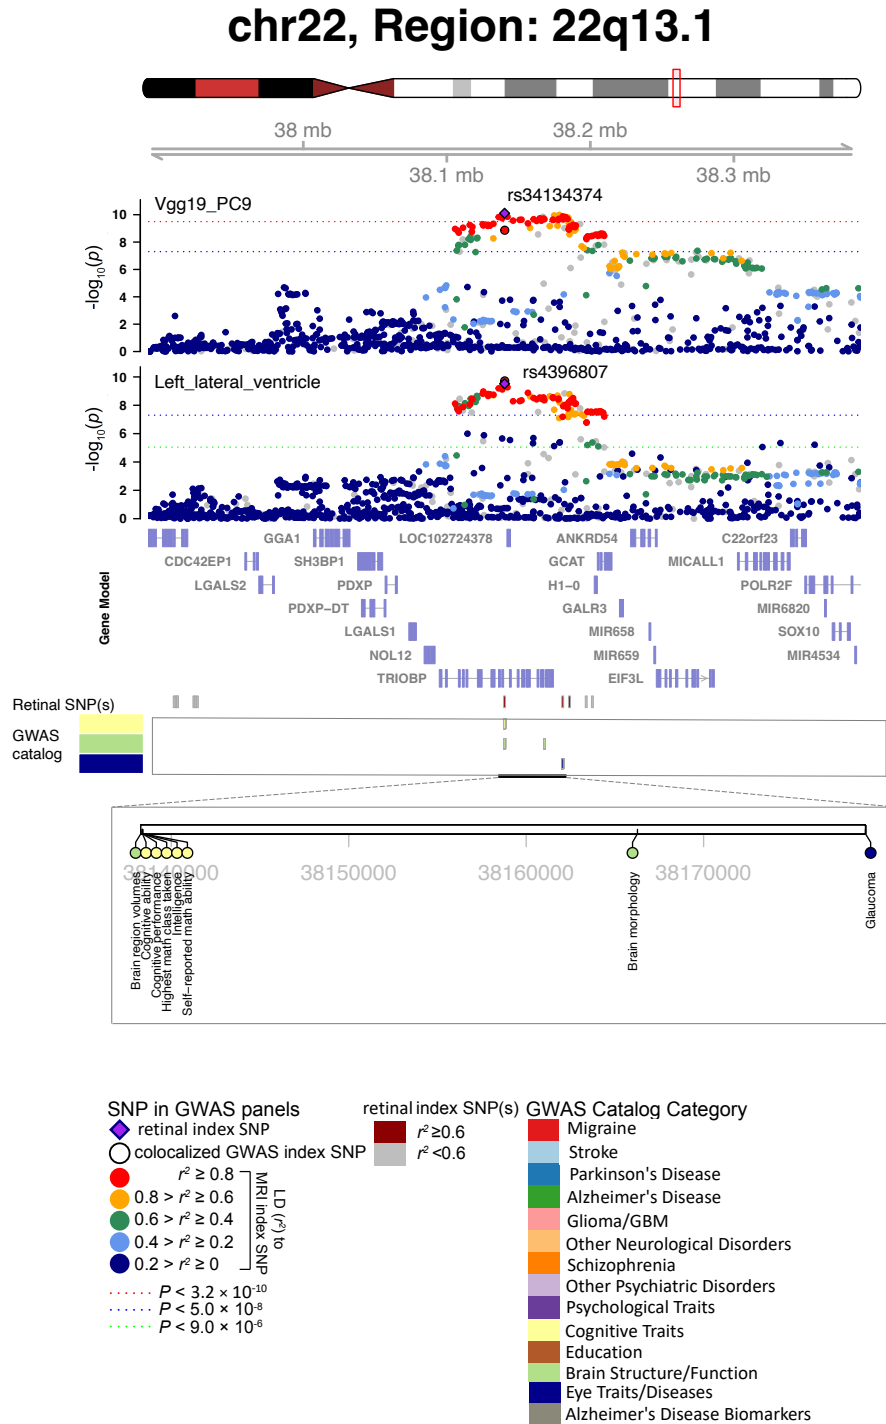 chr22, Region: 22q13.1
38 mb
38.2 mb
38.1 mb
38.3 mb
Vgg19_PC9
rs34134374
-log10(p)
10
8
6
4
2
0
Left_lateral_ventricle
rs4396807
-log10(p)
10
8
6
4
2
0
Gene Model
GGA1
LOC102724378
ANKRD54
C22orf23
CDC42EP1
SH3BP1
GCAT
MICALL1
LGALS2
PDXP
H1−0
POLR2F
PDXP−DT
GALR3
MIR6820
LGALS1
MIR658
SOX10
NOL12
MIR659
MIR4534
TRIOBP
EIF3L
Retinal SNP(s)
GWAS
catalog
38140000
38150000
38160000
38170000
Brain region volumes
Cognitive ability
Cognitive performance
Highest math class taken
Intelligence
Self−reported math ability
Brain morphology
Glaucoma
SNP in GWAS panels
retinal index SNP
colocalized GWAS index SNP
r² ≥ 0.8
0.8 > r² ≥ 0.6
0.6 > r² ≥ 0.4
0.4 > r² ≥ 0.2
0.2 > r² ≥ 0
LD (r²) to
MRI index SNP
P < 3.2 × 10⁻¹⁰
P < 5.0 × 10⁻⁸
P < 9.0 × 10⁻⁶
retinal index SNP(s)
r² ≥0.6
r² <0.6
GWAS Catalog Category
Migraine
Stroke
Parkinson's Disease
Alzheimer's Disease
Glioma/GBM
Other Neurological Disorders
Schizophrenia
Other Psychiatric Disorders
Psychological Traits
Cognitive Traits
Education
Brain Structure/Function
Eye Traits/Diseases
Alzheimer's Disease Biomarkers